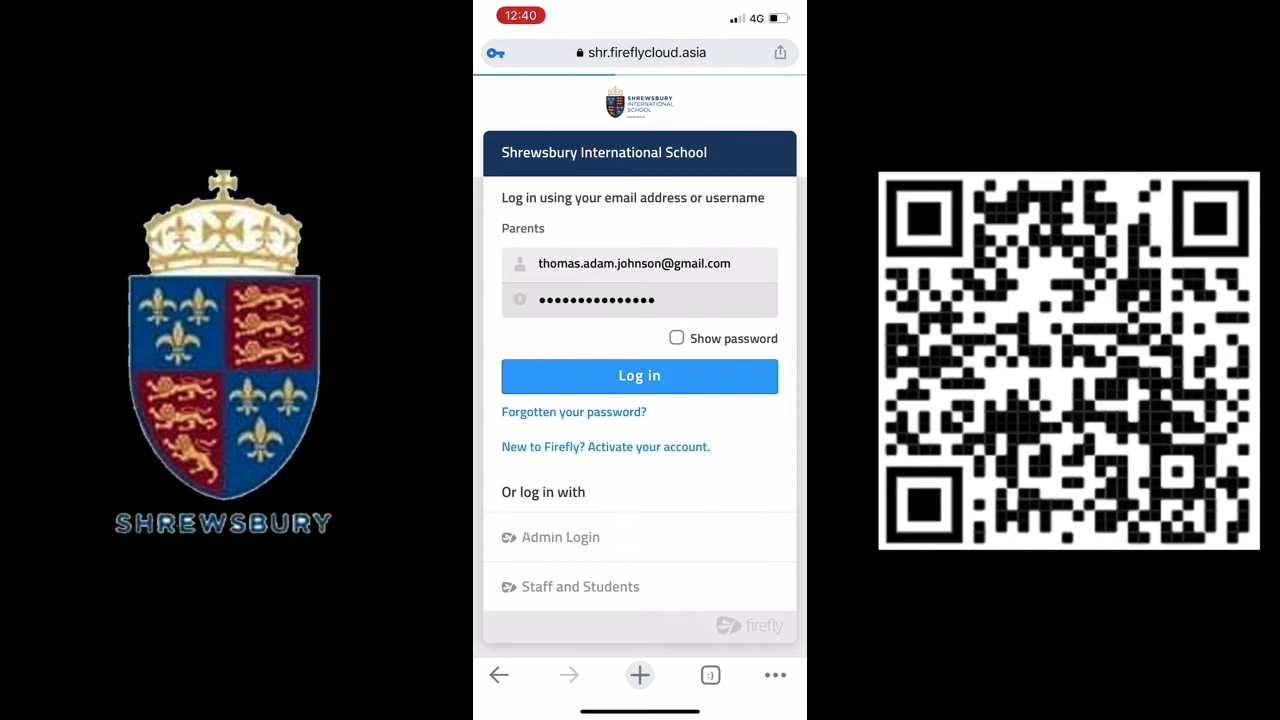 12:40
4G
shr.fireflycloud.asia
SHREWSBURY
INTERNATIONAL
SCHOOL
Shrewsbury International School
Log in using your email address or username
Parents
thomas.adam.johnson@gmail.com
•••••••••••••••
Show password
Log in
Forgotten your password?
New to Firefly? Activate your account.
Or log in with
Admin Login
Staff and Students
firefly
:)
SHREWSBURY